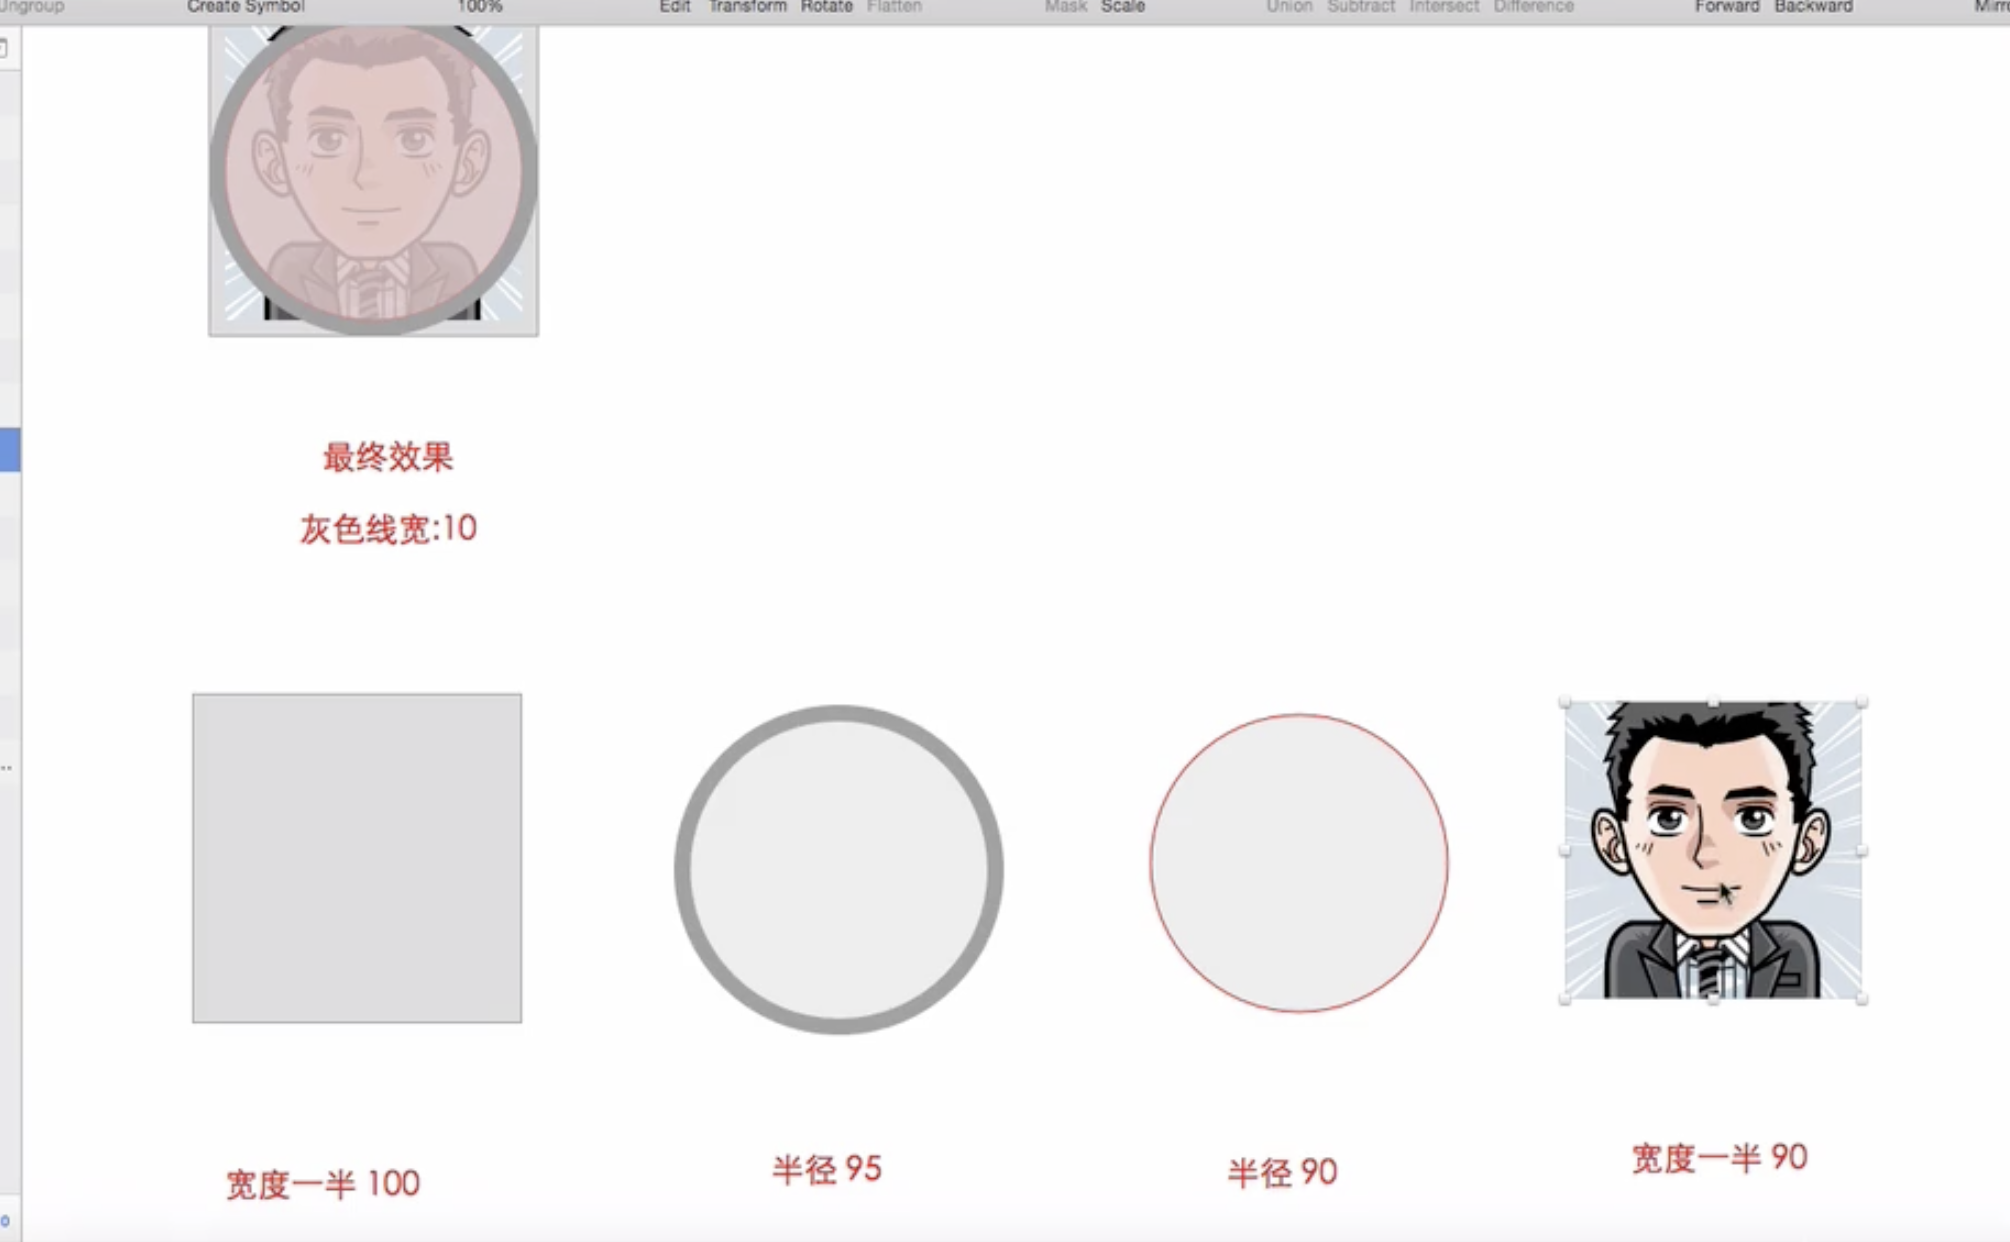 Ungroup Create Symbol 100% Edit Transform Rotate Flatten Mask Scale Union Subtract Intersect Difference Forward Backward
最终效果
灰色线宽:10
宽度一半 100
半径 95
半径 90
宽度一半 90